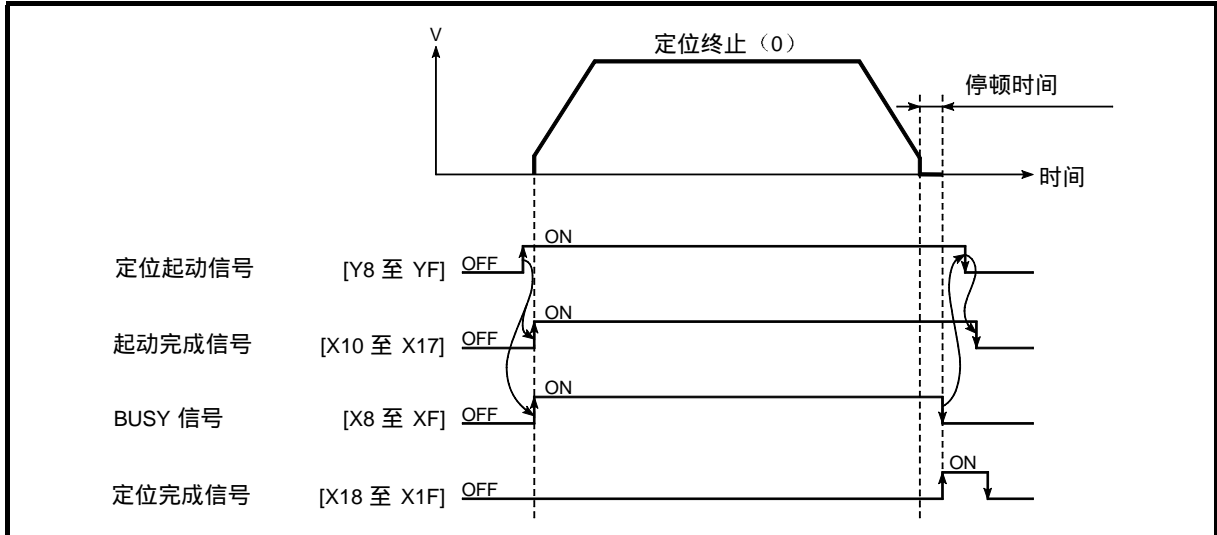 V
定位终止（0）
停顿时间
时间
ON
定位起动信号 [Y8 至 YF] OFF
ON
起动完成信号 [X10 至 X17] OFF
ON
BUSY 信号 [X8 至 XF] OFF
ON
定位完成信号 [X18 至 X1F] OFF